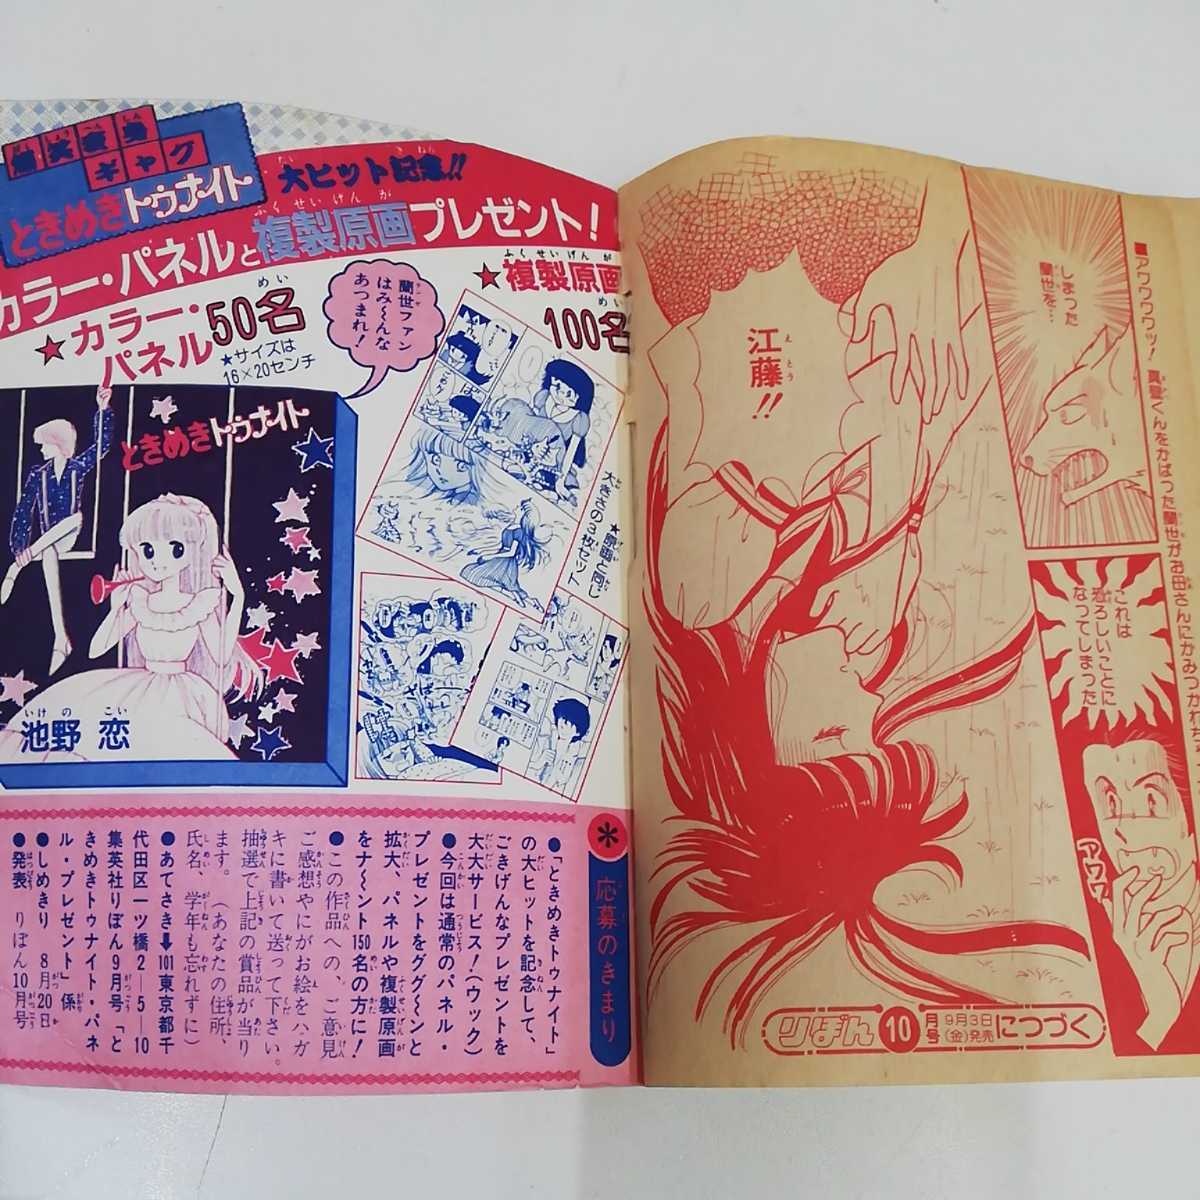 爆笑変身
ギャグ
ときめきトゥナイト
大ヒット記念!!
カラー・パネルと複製原画プレゼント!
★カラー・
パネル50名
★サイズは
16×20センチ
蘭世ファン
はみ〜んな
あつまれ!
★複製原画
100名
★原画と同じ
大きさの3枚セット
ときめきトゥナイト
池野 恋
＊応募のきまり
●「ときめきトゥナイト」
の大ヒットを記念して、
ごきげんなプレゼントを
大大サービス!(ウック)
●今回は通常のパネル・
プレゼントをググ〜ンと
拡大、パネルや複製原画
をナ〜ント150名の方に!
●この作品への、ご意見
ご感想やにがお絵をハガ
キに書いて送って下さい。
抽選で上記の賞品が当り
ます。(あなたの住所、
氏名、学年も忘れずに)
●あてさき➡101東京都千
代田区一ツ橋2—5—10
集英社りぼん9月号「と
きめきトゥナイト・パネ
ル・プレゼント」係
●しめきり 8月20日
●発表 りぼん10月号
■アワワワッ! 真壁くんをかばった蘭世がお母さんにかみつかれち
しまった
蘭世を…
江藤!!
これは
恐ろしいことに
なってしまった
アワワ
りぼん10月号9月3日(金)発売につづく